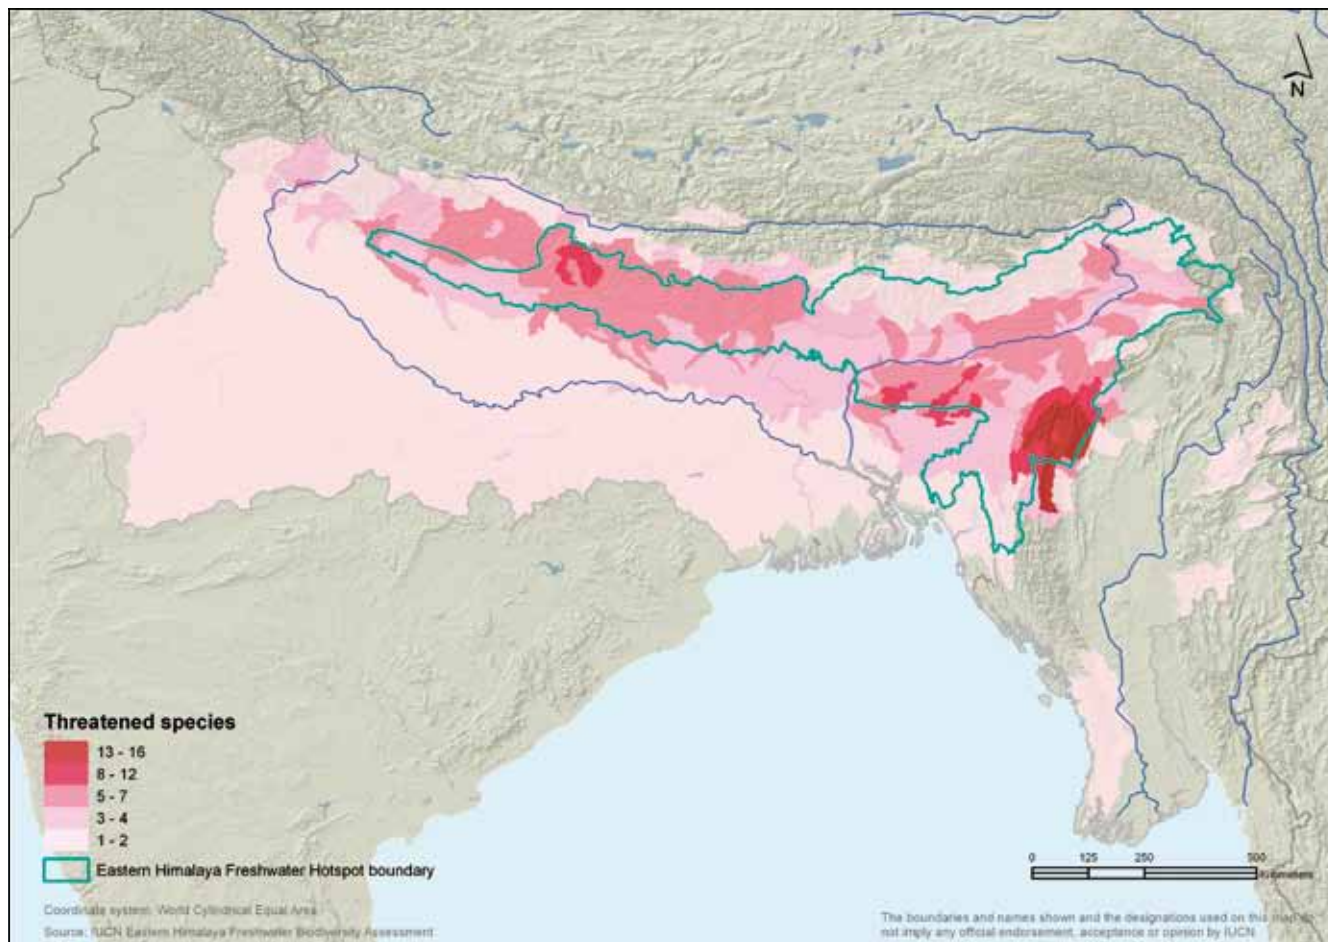 N
Threatened species
13 - 16
8 - 12
5 - 7
3 - 4
1 - 2
Eastern Himalaya Freshwater Hotspot boundary
0 125 250 500
Kilometers
Coordinate system: World Cylindrical Equal Area
Source: IUCN Eastern Himalaya Freshwater Biodiversity Assessment
The boundaries and names shown and the designations used on this map do
not imply any official endorsement, acceptance or opinion by IUCN